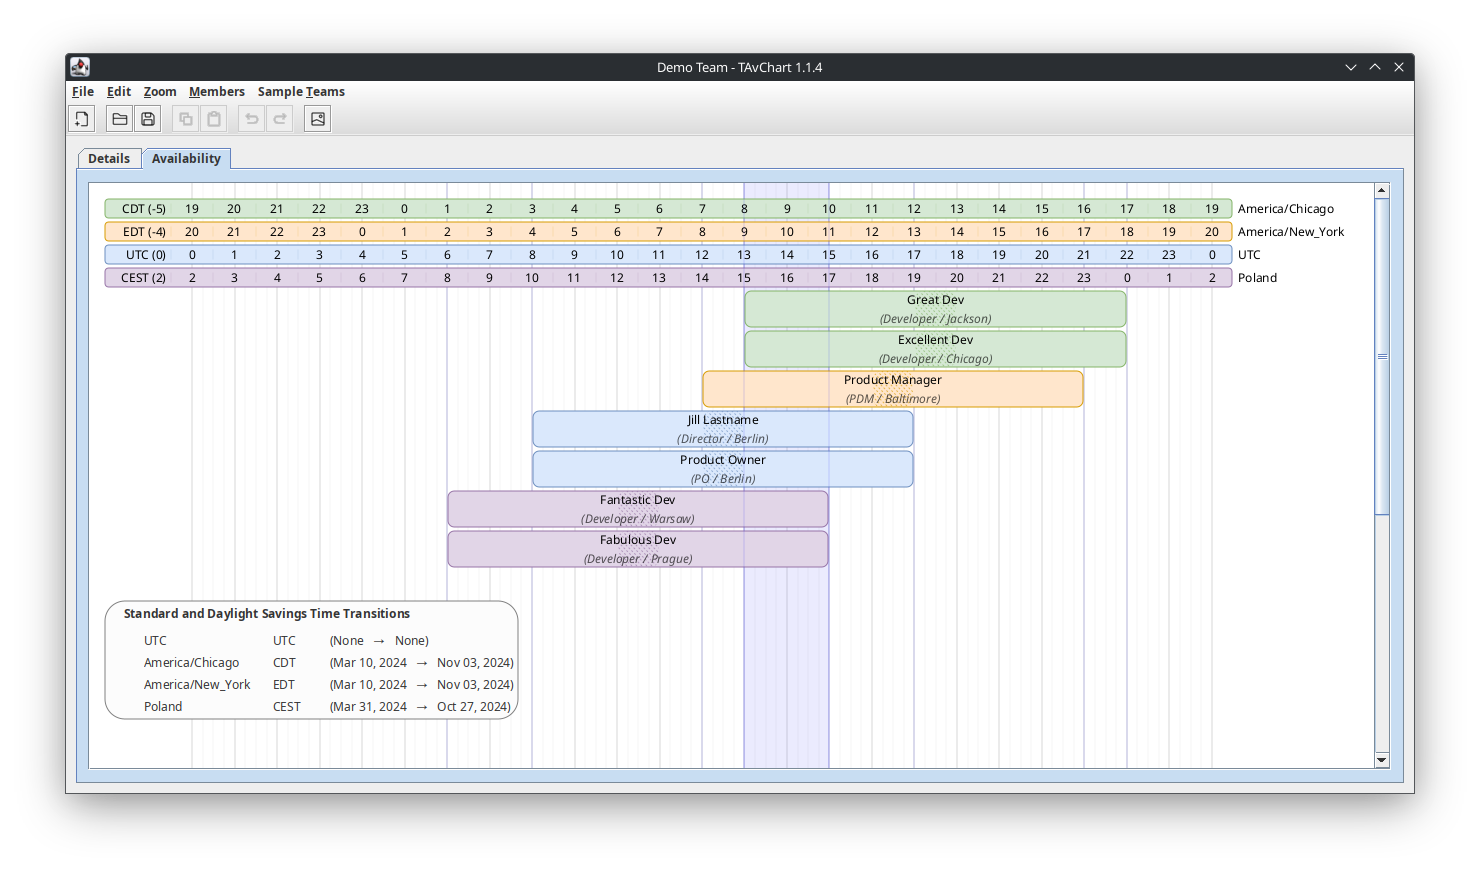 Demo Team - TAvChart 1.1.4
File Edit Zoom Members Sample Teams
Details Availability
CDT (-5) 19 20 21 22 23 0 1 2 3 4 5 6 7 8 9 10 11 12 13 14 15 16 17 18 19 America/Chicago
EDT (-4) 20 21 22 23 0 1 2 3 4 5 6 7 8 9 10 11 12 13 14 15 16 17 18 19 20 America/New_York
UTC (0) 0 1 2 3 4 5 6 7 8 9 10 11 12 13 14 15 16 17 18 19 20 21 22 23 0 UTC
CEST (2) 2 3 4 5 6 7 8 9 10 11 12 13 14 15 16 17 18 19 20 21 22 23 0 1 2 Poland
Great Dev
(Developer / Jackson)
Excellent Dev
(Developer / Chicago)
Product Manager
(PDM / Baltimore)
Jill Lastname
(Director / Berlin)
Product Owner
(PO / Berlin)
Fantastic Dev
(Developer / Warsaw)
Fabulous Dev
(Developer / Prague)
Standard and Daylight Savings Time Transitions
UTC UTC (None → None)
America/Chicago CDT (Mar 10, 2024 → Nov 03, 2024)
America/New_York EDT (Mar 10, 2024 → Nov 03, 2024)
Poland CEST (Mar 31, 2024 → Oct 27, 2024)